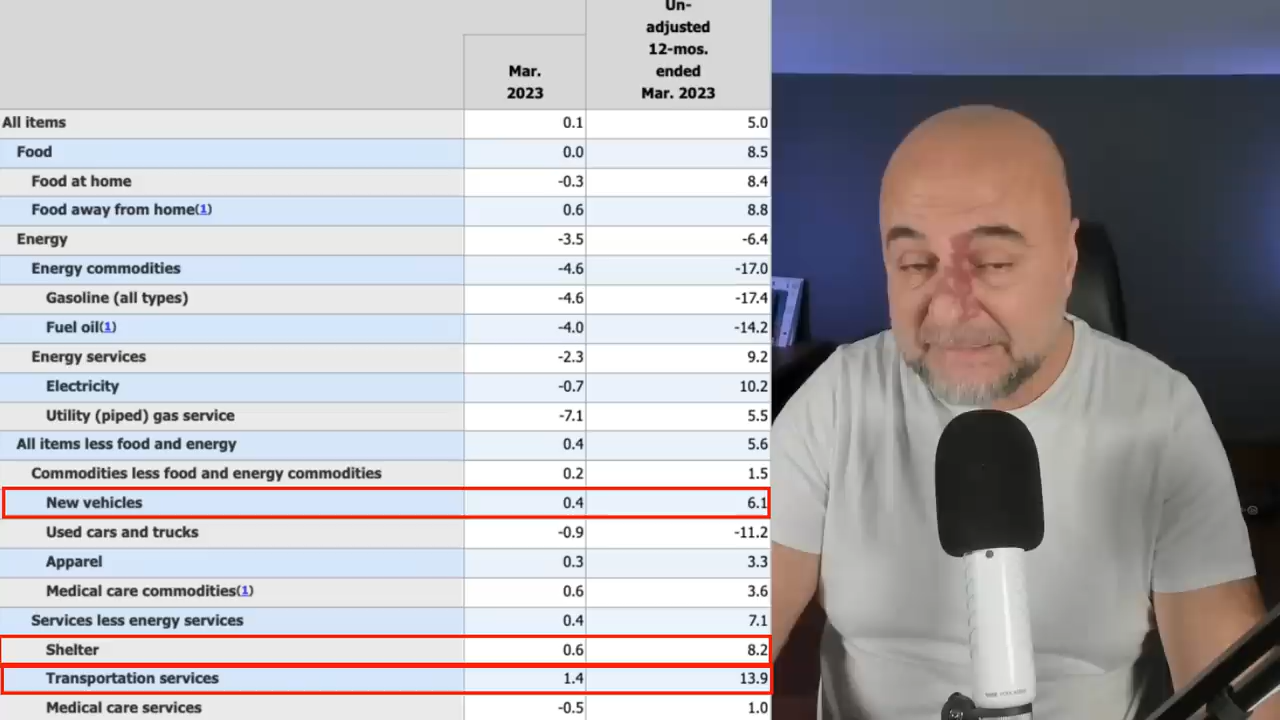 Un-
adjusted
12-mos.
ended
Mar. 2023
Mar.
2023
All items 0.1 5.0
Food 0.0 8.5
Food at home -0.3 8.4
Food away from home(1) 0.6 8.8
Energy -3.5 -6.4
Energy commodities -4.6 -17.0
Gasoline (all types) -4.6 -17.4
Fuel oil(1) -4.0 -14.2
Energy services -2.3 9.2
Electricity -0.7 10.2
Utility (piped) gas service -7.1 5.5
All items less food and energy 0.4 5.6
Commodities less food and energy commodities 0.2 1.5
New vehicles 0.4 6.1
Used cars and trucks -0.9 -11.2
Apparel 0.3 3.3
Medical care commodities(1) 0.6 3.6
Services less energy services 0.4 7.1
Shelter 0.6 8.2
Transportation services 1.4 13.9
Medical care services -0.5 1.0